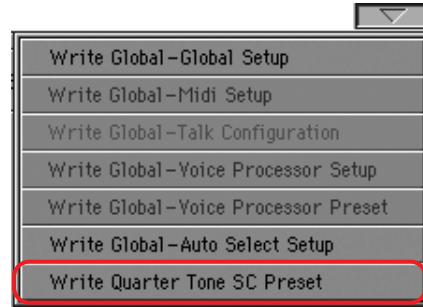 Write Global-Global Setup
Write Global-Midi Setup
Write Global-Talk Configuration
Write Global-Voice Processor Setup
Write Global-Voice Processor Preset
Write Global-Auto Select Setup
Write Quarter Tone SC Preset